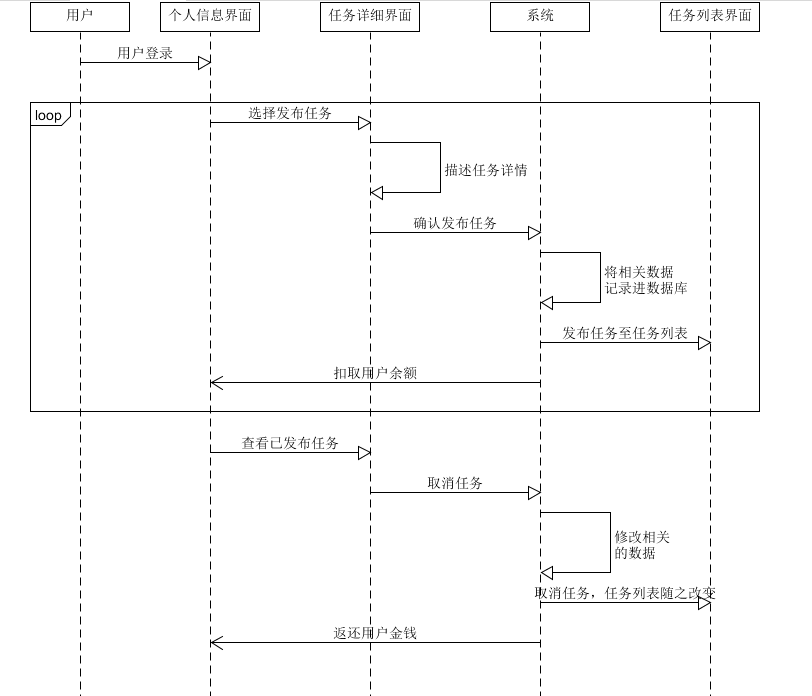 用户
个人信息界面
任务详细界面
系统
任务列表界面
用户登录
loop
选择发布任务
描述任务详情
确认发布任务
将相关数据
记录进数据库
发布任务至任务列表
扣取用户余额
查看已发布任务
取消任务
修改相关
的数据
取消任务，任务列表随之改变
返还用户金钱